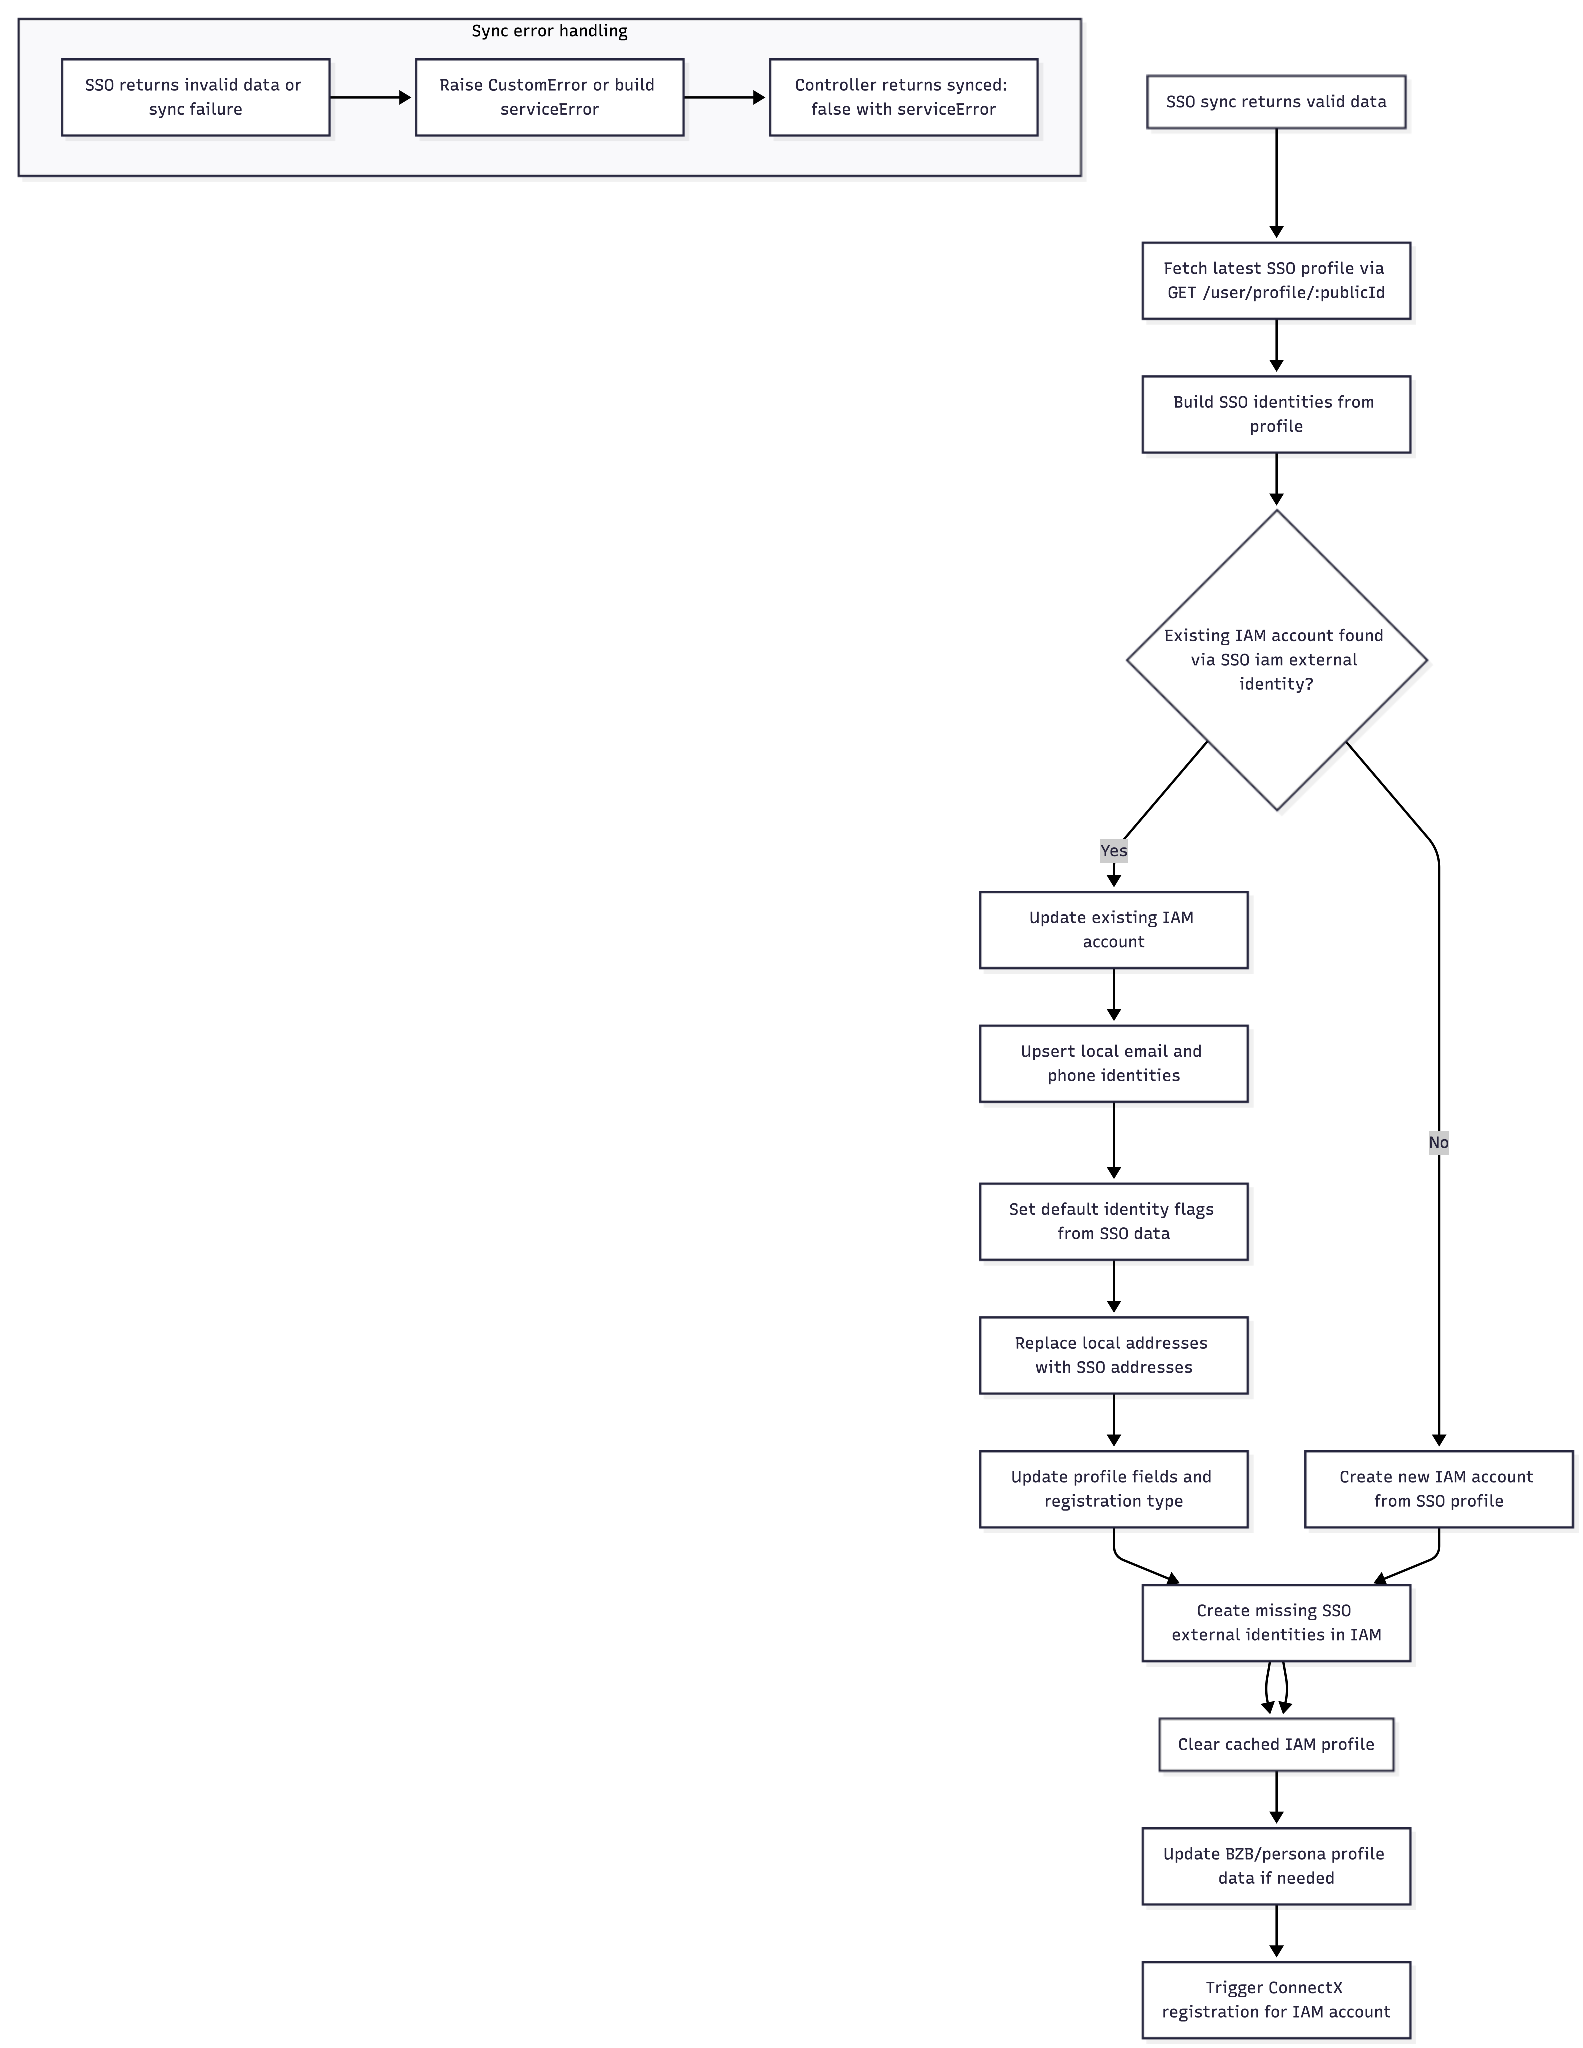 Sync error handling
SSO returns invalid data or
sync failure
Raise CustomError or build
serviceError
Controller returns synced:
false with serviceError
SSO sync returns valid data
Fetch latest SSO profile via
GET /user/profile/:publicId
Build SSO identities from
profile
Existing IAM account found
via SSO iam external
identity?
Yes
Update existing IAM
account
Upsert local email and
phone identities
No
Set default identity flags
from SSO data
Replace local addresses
with SSO addresses
Update profile fields and
registration type
Create new IAM account
from SSO profile
Create missing SSO
external identities in IAM
Clear cached IAM profile
Update BZB/persona profile
data if needed
Trigger ConnectX
registration for IAM account